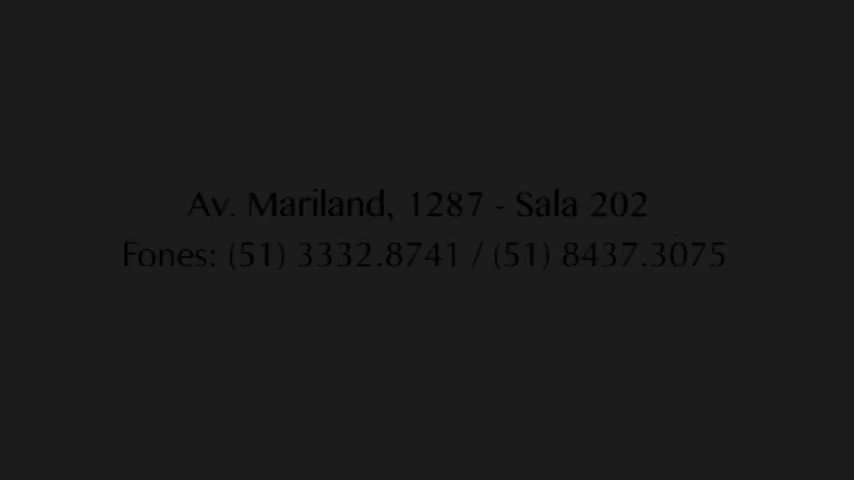 Av. Mariland, 1287 - Sala 202
Fones: (51) 3332.8741 / (51) 8437.3075